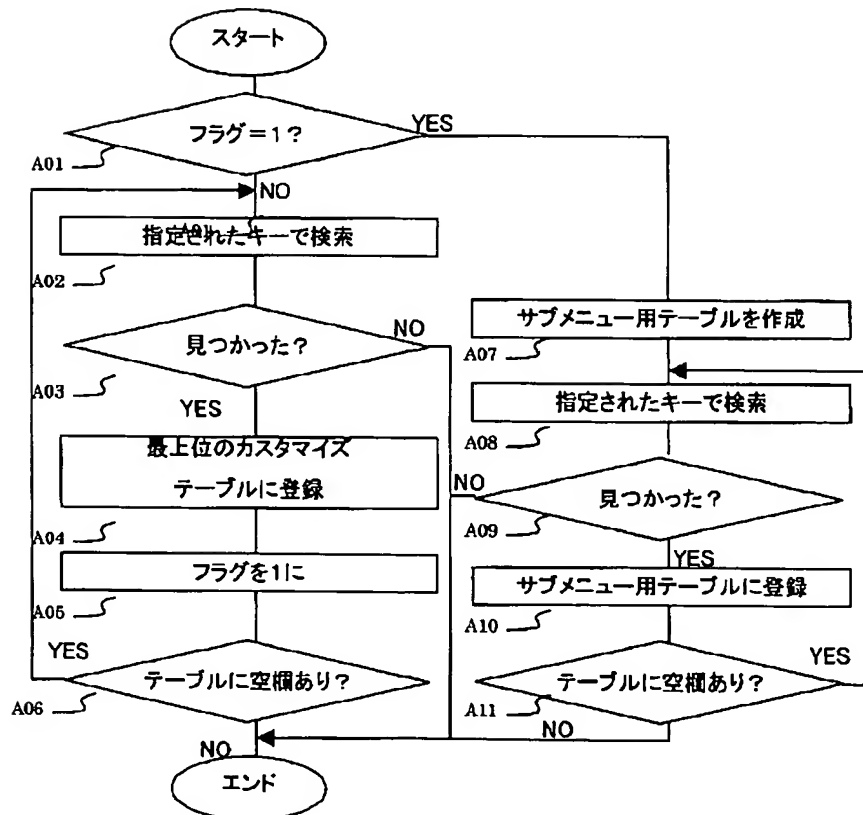 スタート
フラグ=1?
YES
A01
NO
A01
指定されたキーで検索
A02
見つかった?
NO
A03
YES
最上位のカスタマイズ
テーブルに登録
A04
フラグを1に
A05
YES
テーブルに空欄あり?
A06
NO
エンド
サブメニュー用テーブルを作成
A07
指定されたキーで検索
A08
NO
見つかった?
A09
YES
サブメニュー用テーブルに登録
A10
YES
テーブルに空欄あり?
A11
NO